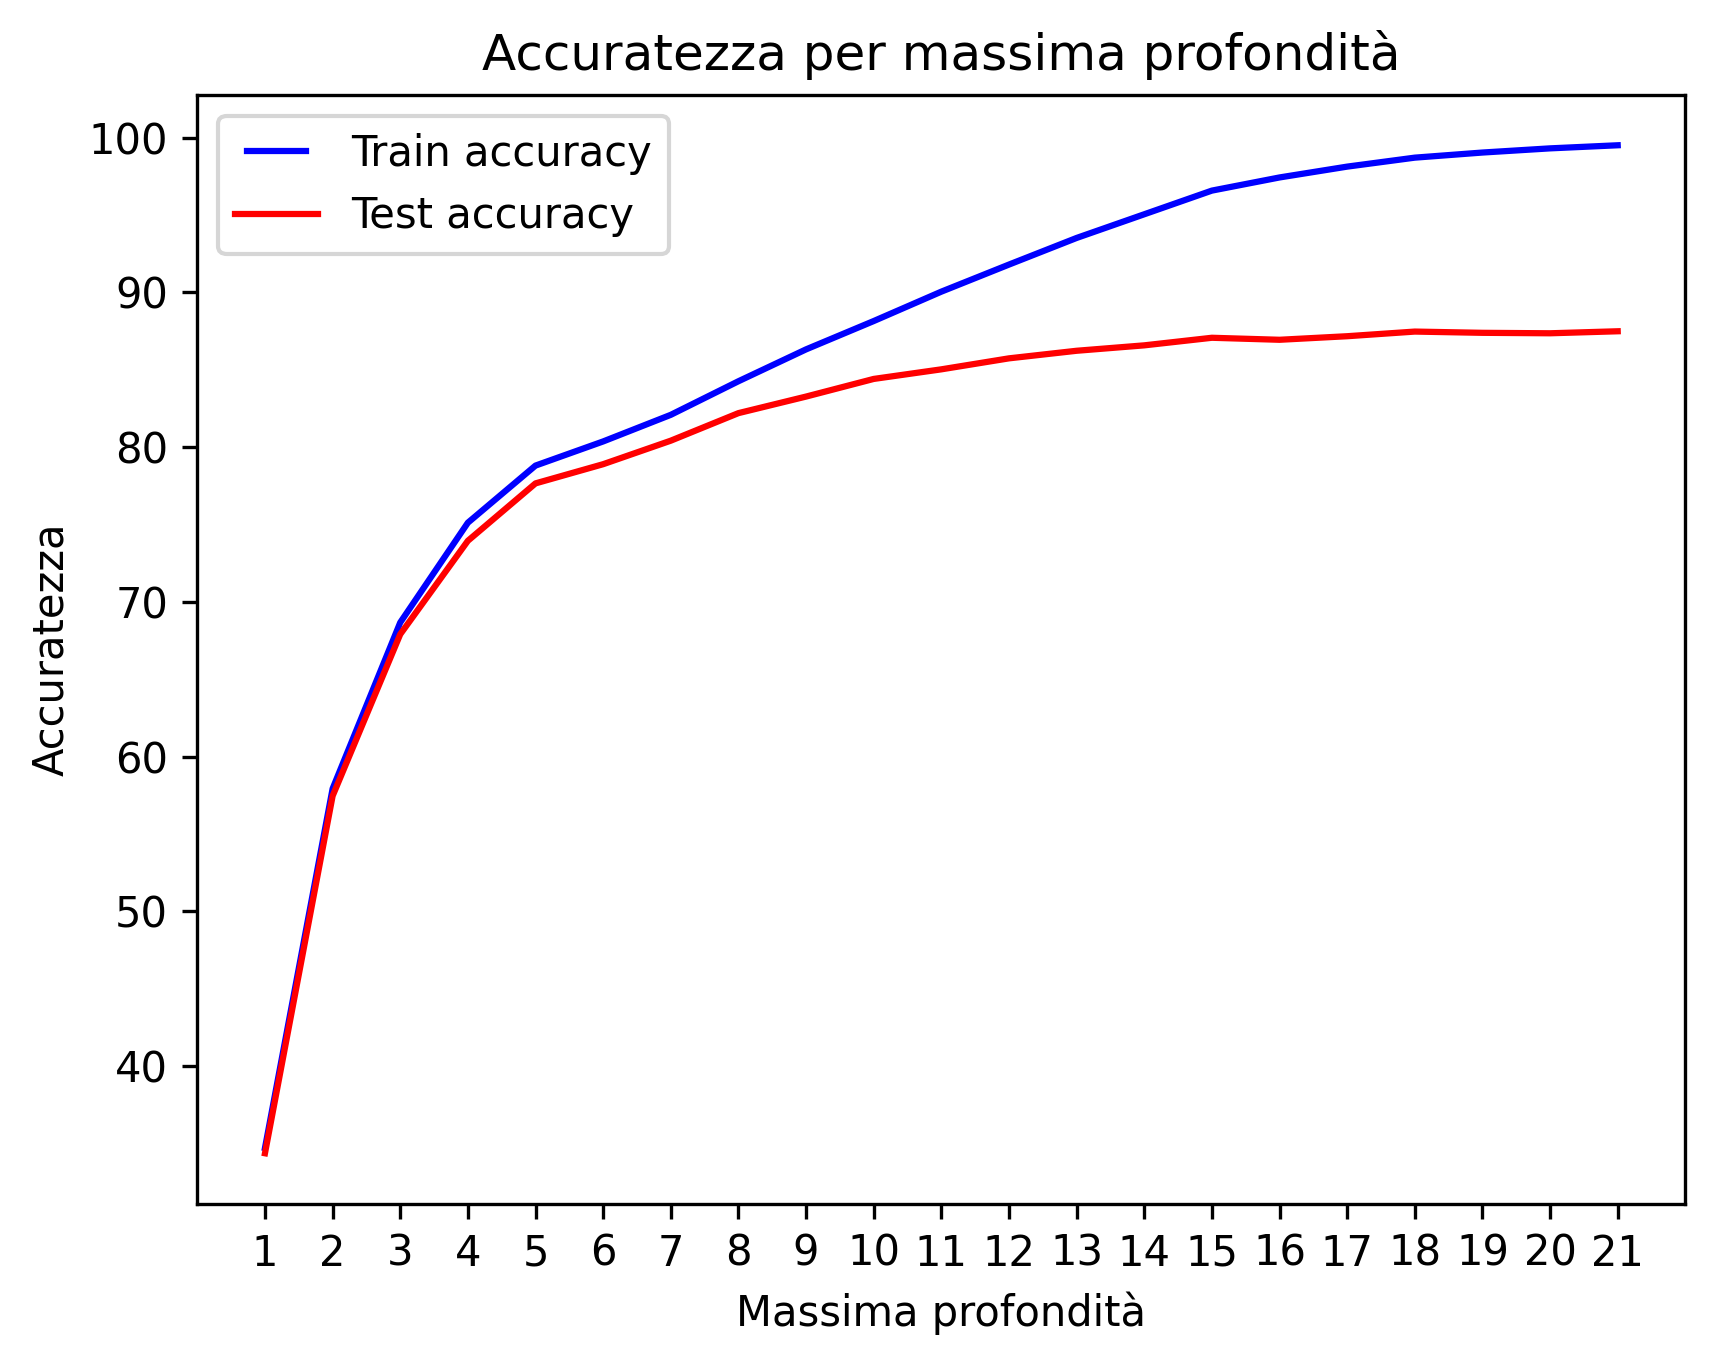 Accuratezza per massima profondità
Train accuracy
Test accuracy
100
90
80
70
60
50
40
Accuratezza
1 2 3 4 5 6 7 8 9 10 11 12 13 14 15 16 17 18 19 20 21
Massima profondità